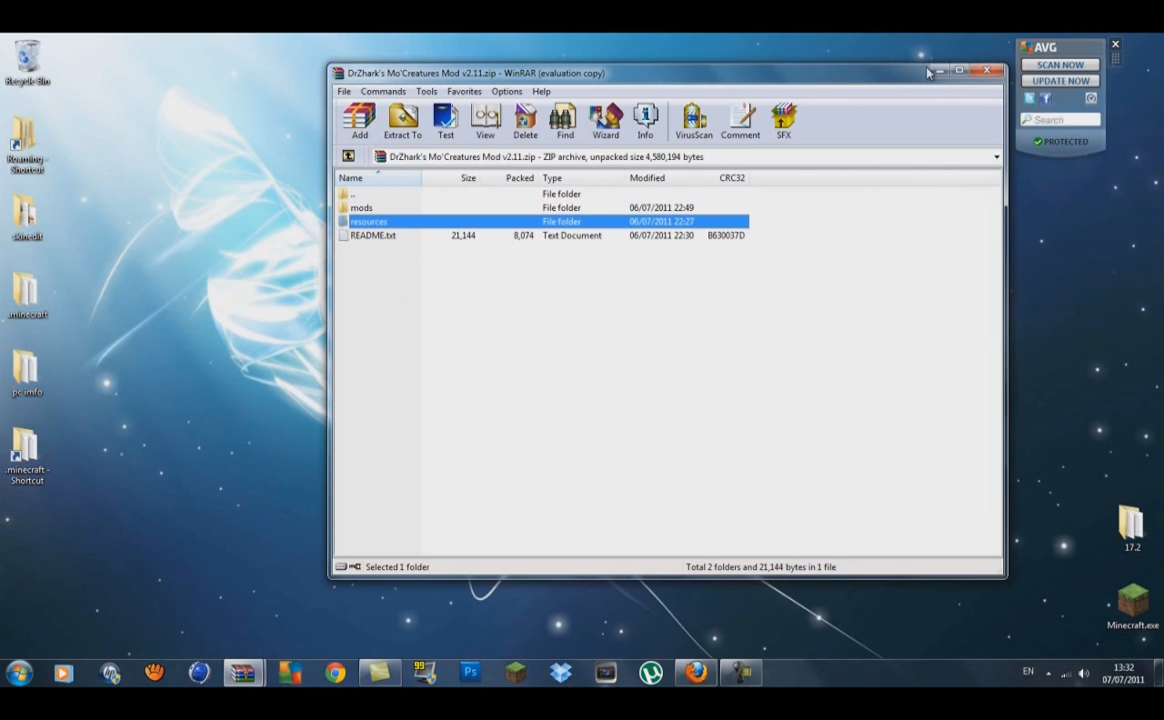 Recycle Bin
Roaming -
Shortcut
skinedit
.minecraft
pc imfo
.minecraft -
Shortcut
DrZhark's Mo'Creatures Mod v2.11.zip - WinRAR (evaluation copy)
File Commands Tools Favorites Options Help
Add Extract To Test View Delete Find Wizard Info VirusScan Comment SFX
DrZhark's Mo'Creatures Mod v2.11.zip - ZIP archive, unpacked size 4,580,194 bytes
Name Size Packed Type Modified CRC32
.. File folder
mods File folder 06/07/2011 22:49
resources File folder 06/07/2011 22:27
README.txt 21,144 8,074 Text Document 06/07/2011 22:30 B630037D
Selected 1 folder Total 2 folders and 21,144 bytes in 1 file
AVG
SCAN NOW
UPDATE NOW
Search
PROTECTED
17.2
Minecraft.exe
99
Ps
EN
13:32
07/07/2011